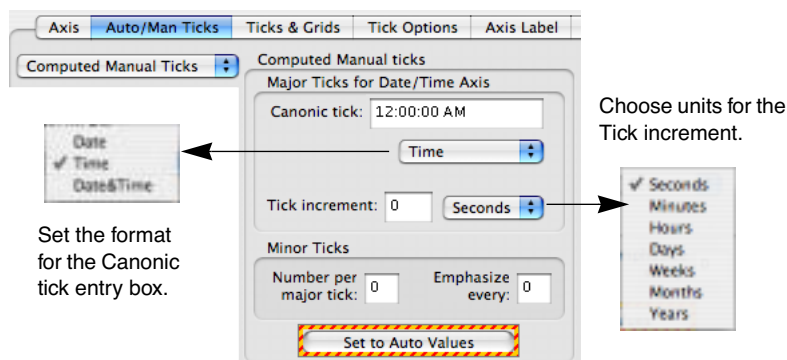 Axis
Auto/Man Ticks
Ticks & Grids
Tick Options
Axis Label
Computed Manual Ticks
Computed Manual ticks
Major Ticks for Date/Time Axis
Canonic tick: 12:00:00 AM
Time
Tick increment: 0 Seconds
Minor Ticks
Number per major tick: 0
Emphasize every: 0
Set to Auto Values
Date
✓ Time
Date&Time
Set the format
for the Canonic
tick entry box.
Choose units for the
Tick increment.
✓ Seconds
Minutes
Hours
Days
Weeks
Months
Years